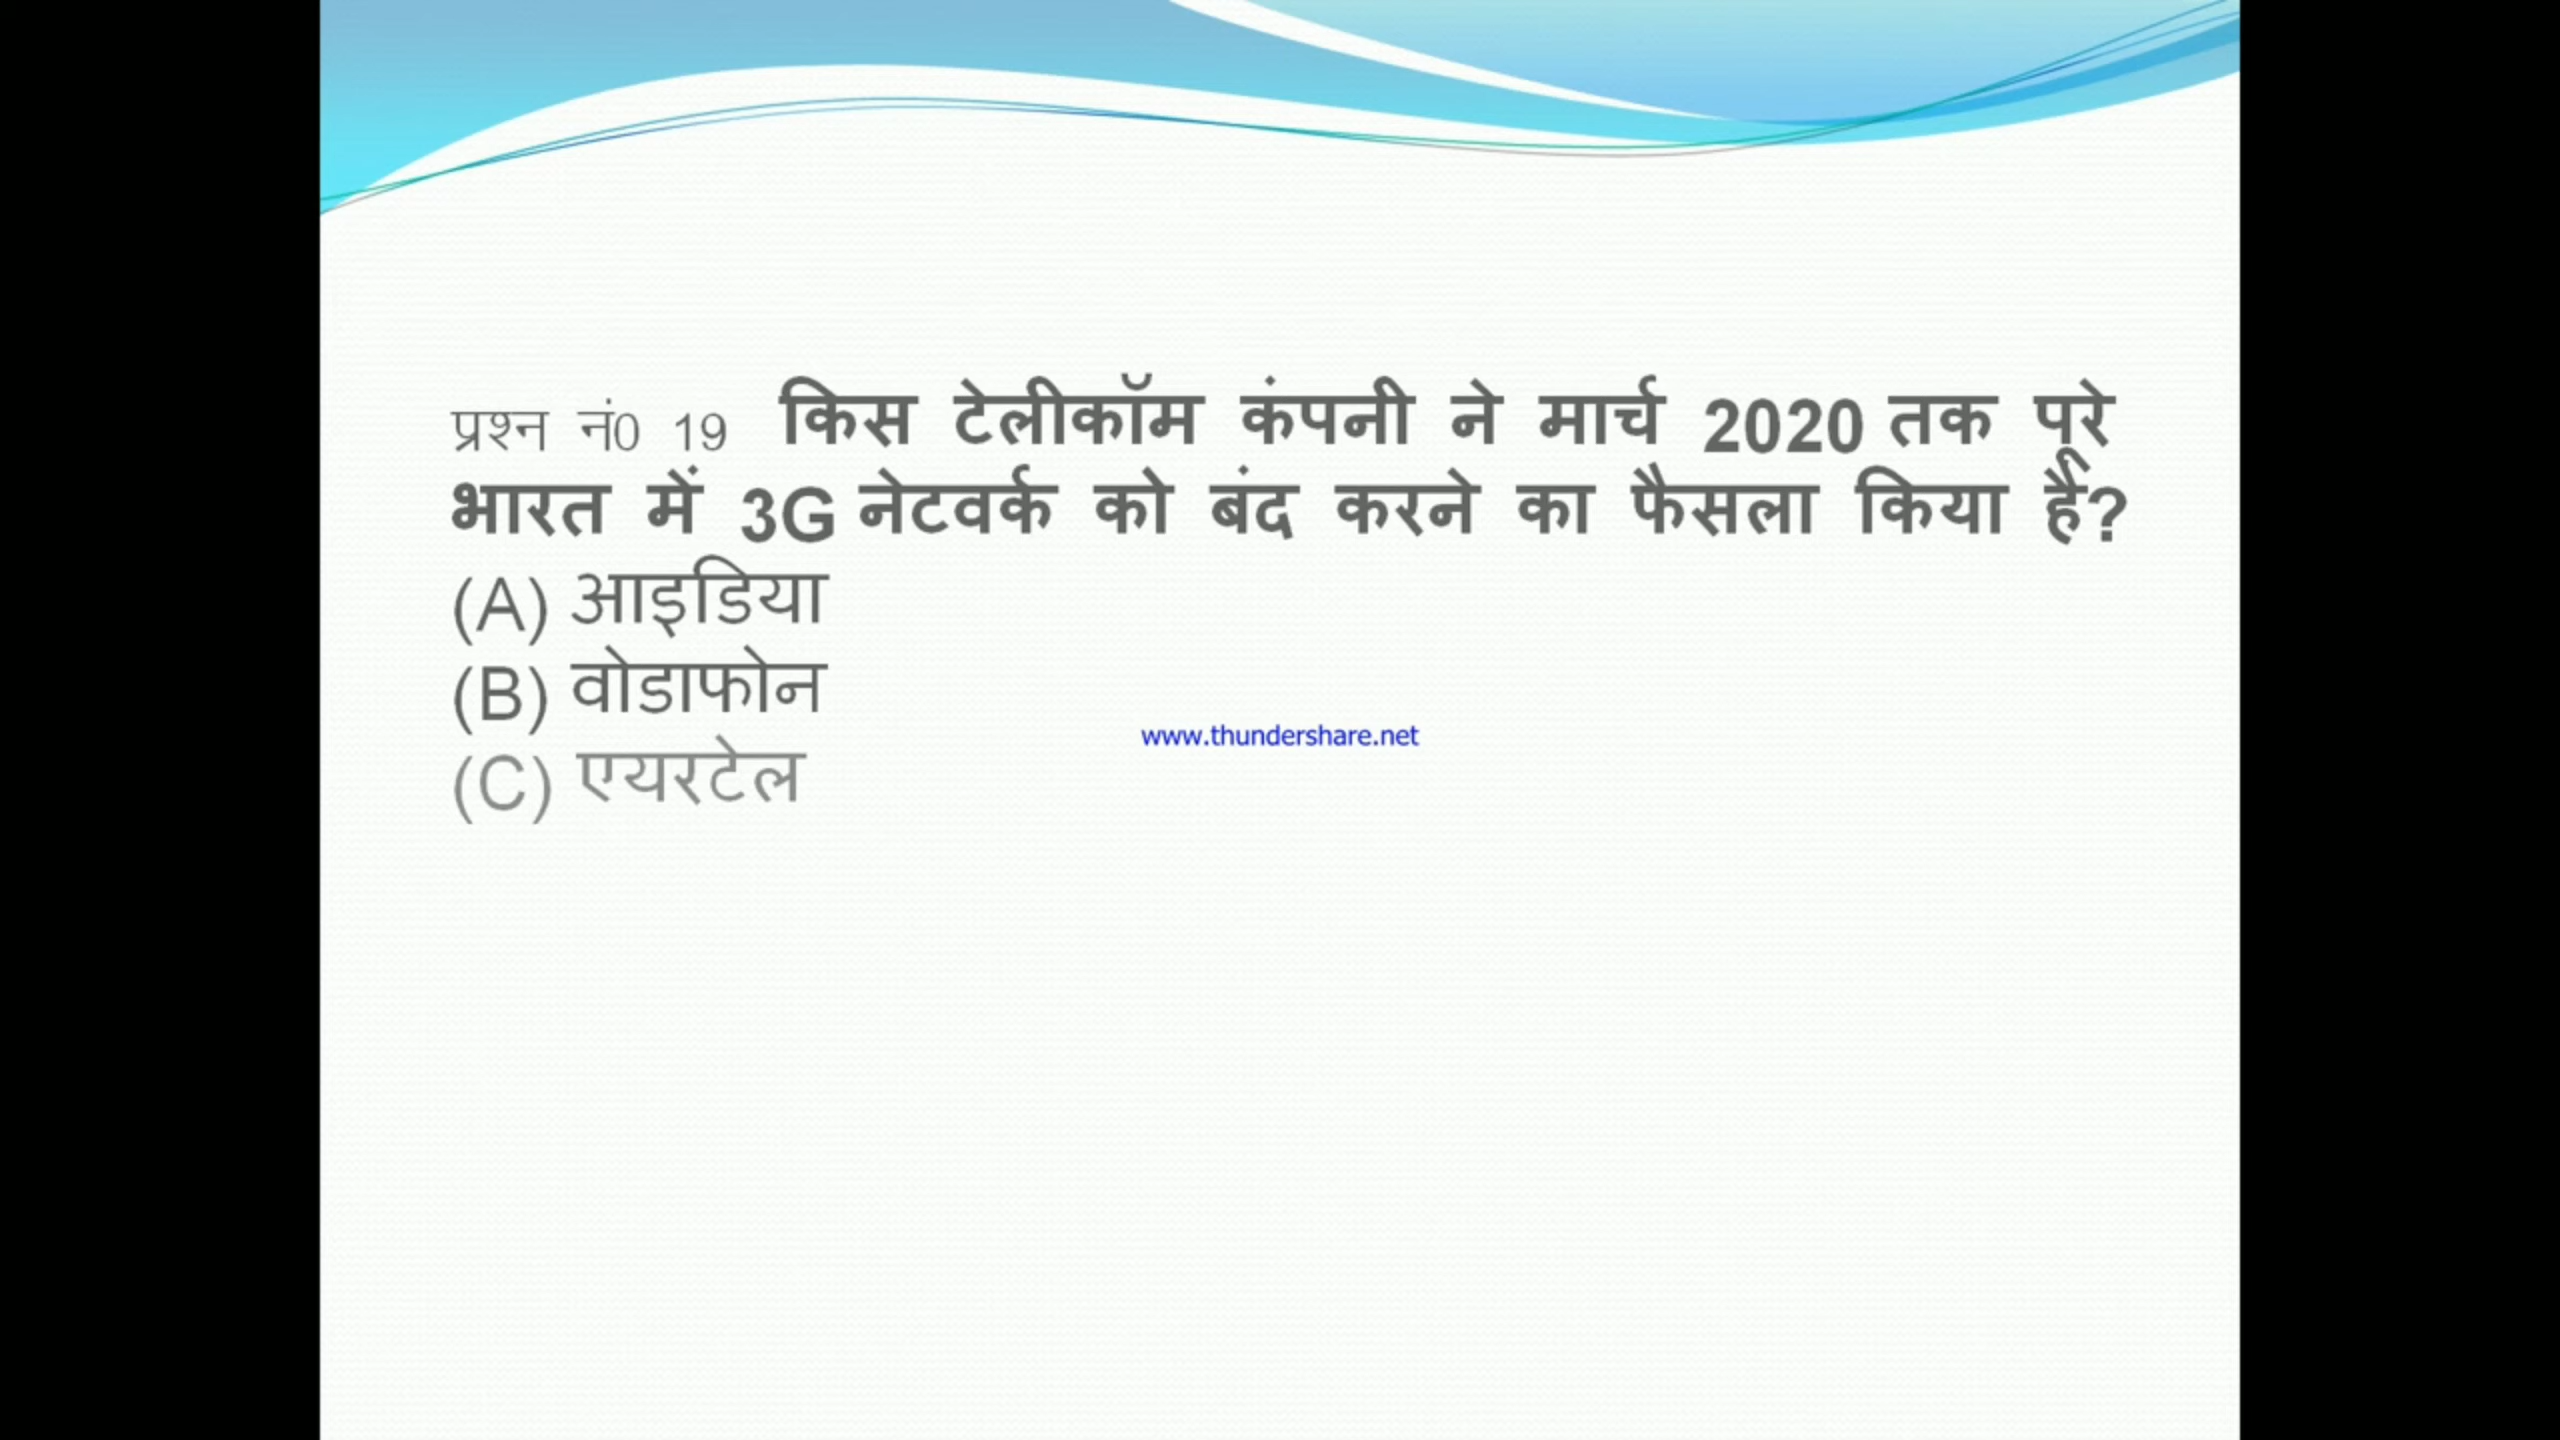 प्रश्न नं0 19 किस टेलीकॉम कंपनी ने मार्च 2020 तक पूरे
भारत में 3G नेटवर्क को बंद करने का फैसला किया है?
(A) आइडिया
(B) वोडाफोन
www.thundershare.net
(C) एयरटेल